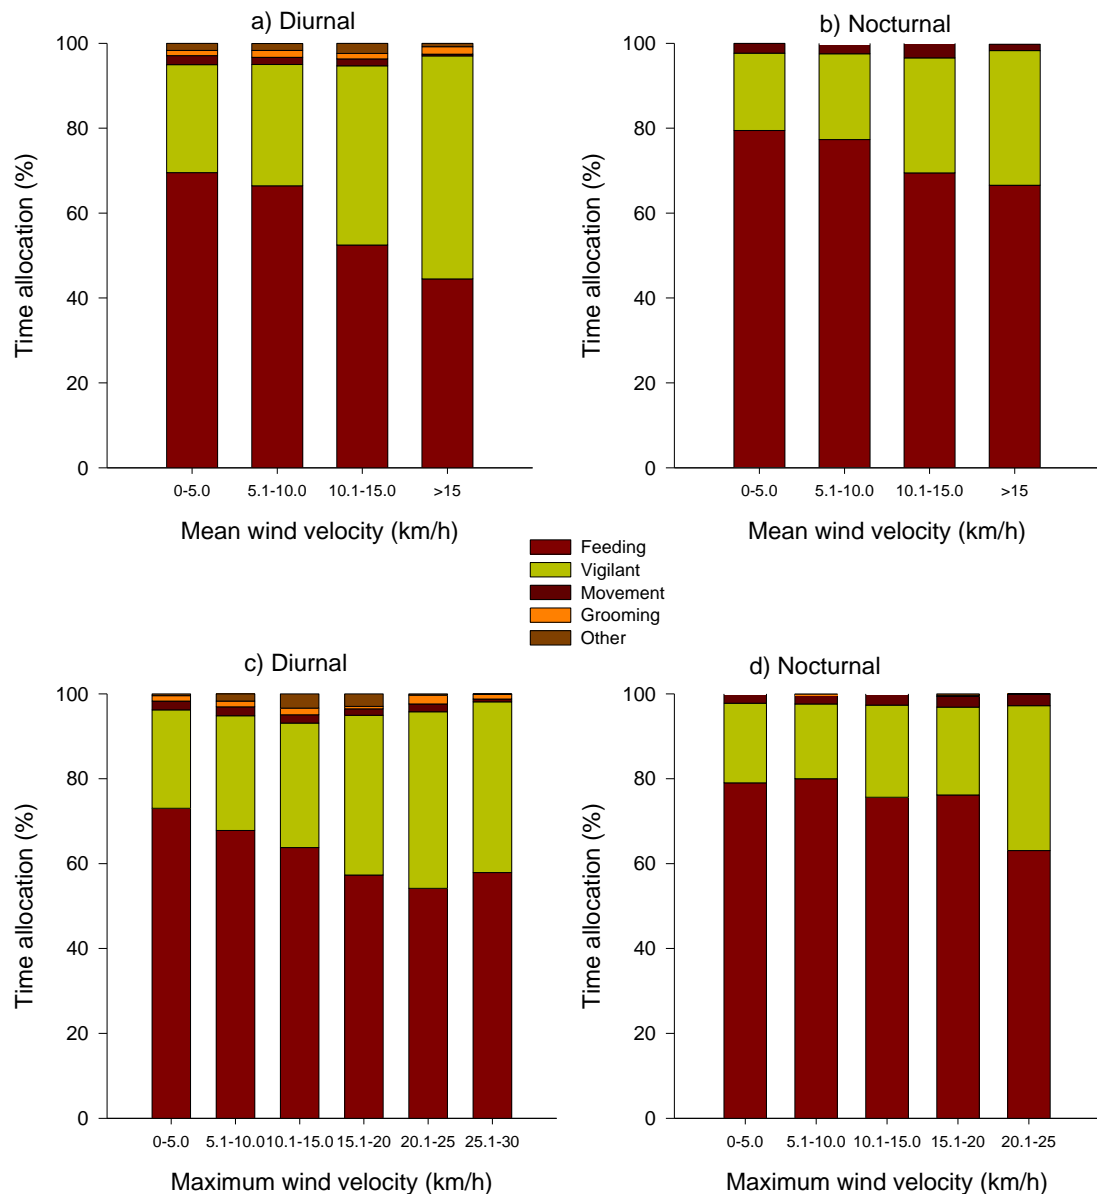 a) Diurnal
b) Nocturnal
100
80
60
40
20
0
Time allocation (%)
0-5.0 5.1-10.0 10.1-15.0 >15
Mean wind velocity (km/h)
100
80
60
40
20
0
Time allocation (%)
0-5.0 5.1-10.0 10.1-15.0 >15
Mean wind velocity (km/h)
Feeding
Vigilant
Movement
Grooming
Other
c) Diurnal
d) Nocturnal
100
80
60
40
20
0
Time allocation (%)
0-5.0 5.1-10.0 10.1-15.0 15.1-20 20.1-25 25.1-30
Maximum wind velocity (km/h)
100
80
60
40
20
0
Time allocation (%)
0-5.0 5.1-10.0 10.1-15.0 15.1-20 20.1-25
Maximum wind velocity (km/h)